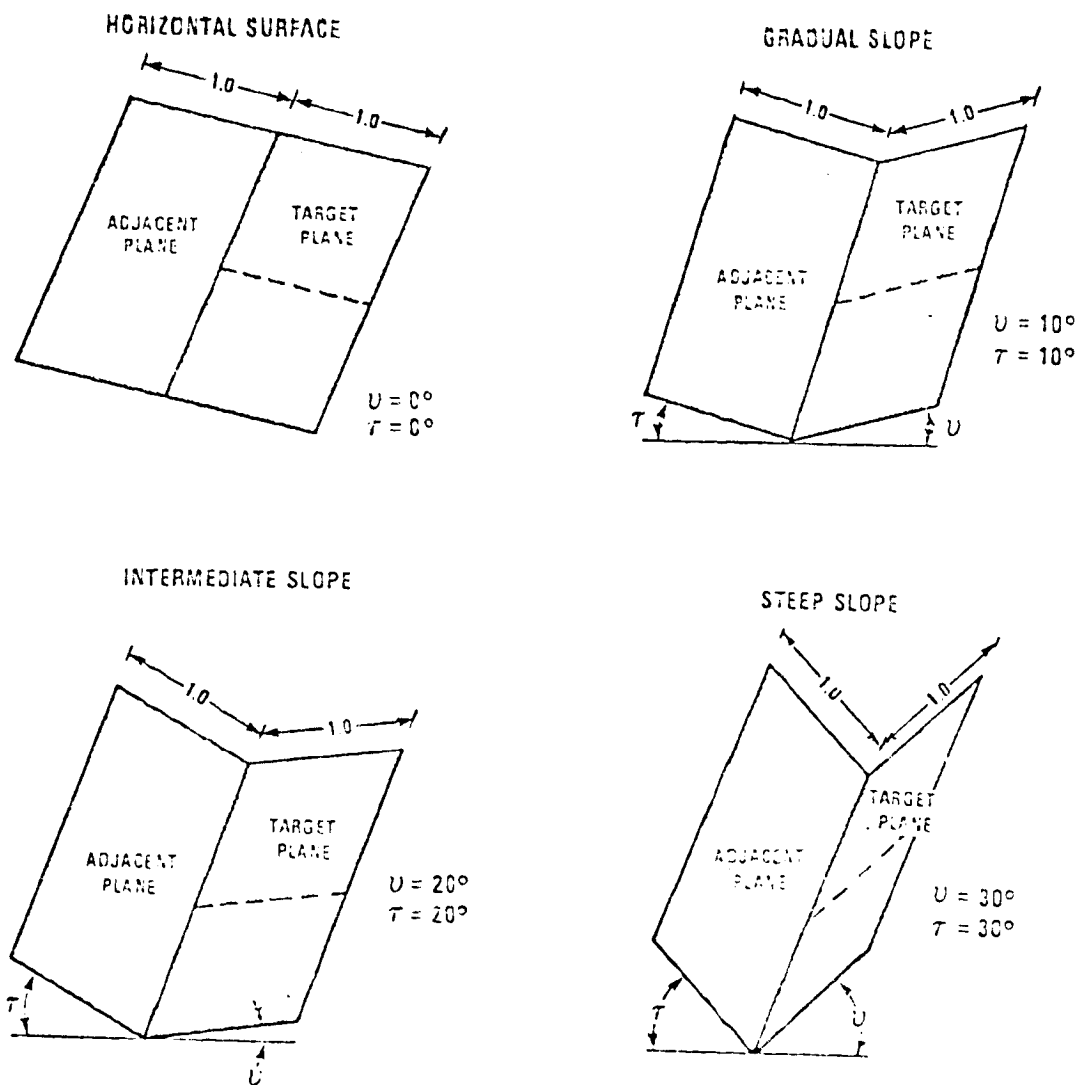 HORIZONTAL SURFACE
1.0
1.0
ADJACENT
PLANE
TARGET
PLANE
υ = 0°
τ = 0°
GRADUAL SLOPE
1.0
1.0
TARGET
PLANE
ADJACENT
PLANE
υ = 10°
τ = 10°
τ
υ
INTERMEDIATE SLOPE
1.0
1.0
TARGET
PLANE
ADJACENT
PLANE
υ = 20°
τ = 20°
τ
υ
STEEP SLOPE
1.0
1.0
TARGET
PLANE
ADJACENT
PLANE
υ = 30°
τ = 30°
τ
υ